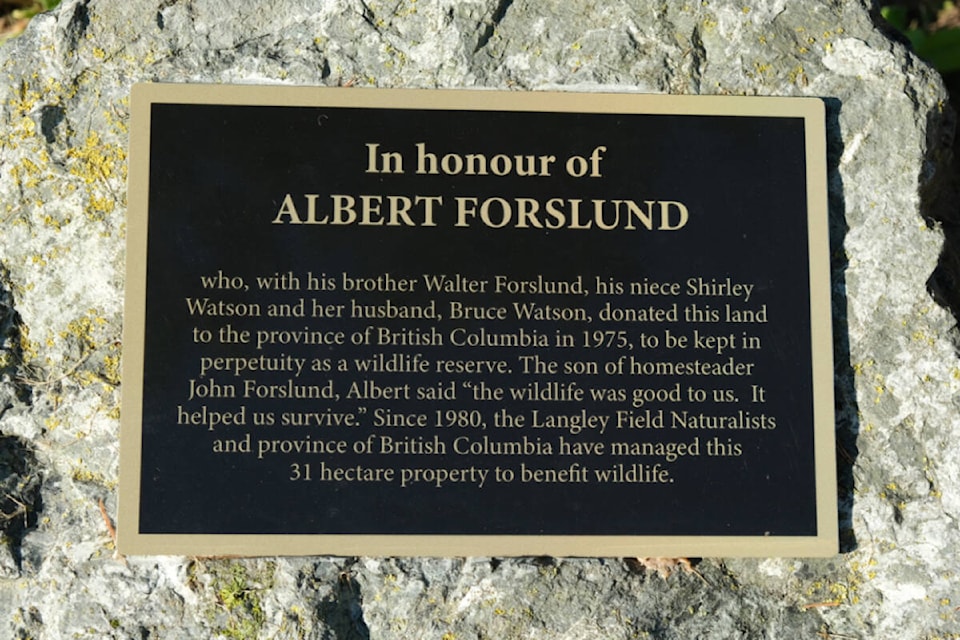 In honour of
ALBERT FORSLUND
who, with his brother Walter Forslund, his niece Shirley
Watson and her husband, Bruce Watson, donated this land
to the province of British Columbia in 1975, to be kept in
perpetuity as a wildlife reserve. The son of homesteader
John Forslund, Albert said “the wildlife was good to us.  It
helped us survive.” Since 1980, the Langley Field Naturalists
and province of British Columbia have managed this
31 hectare property to benefit wildlife.